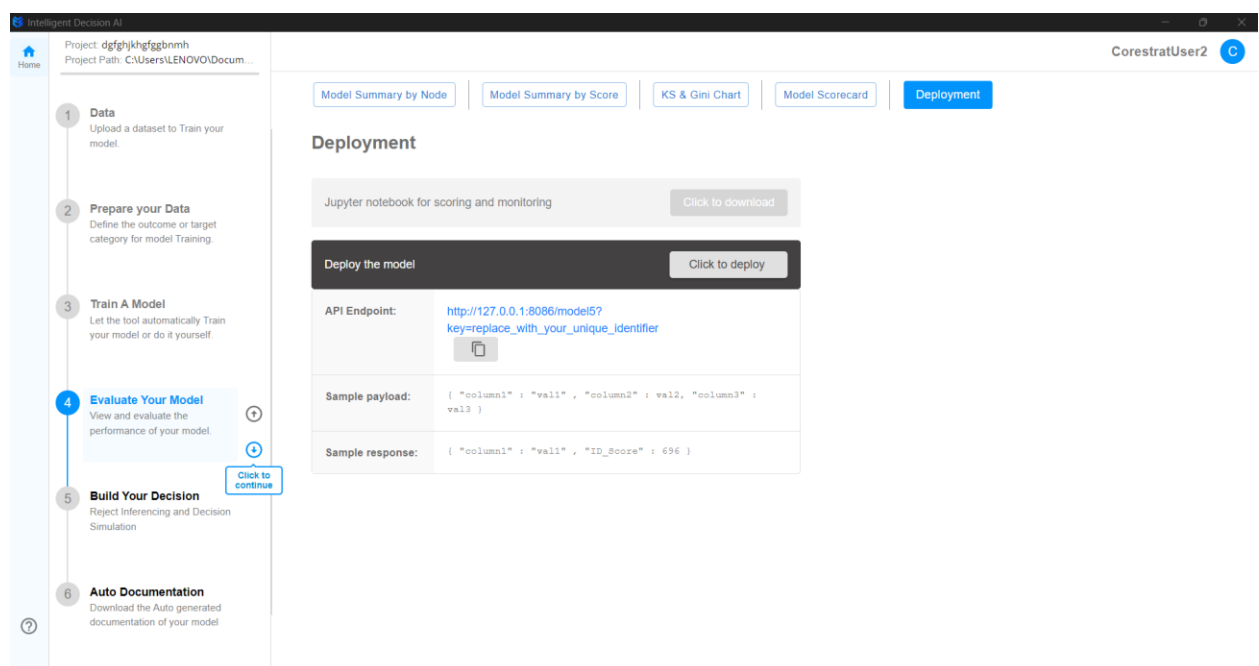 Intelligent Decision AI
Home
Project: dgfghjkhgfggbnmh
Project Path: C:\Users\LENOVO\Docum...
CorestratUser2
C
1
Data
Upload a dataset to Train your
model.
2
Prepare your Data
Define the outcome or target
category for model Training.
3
Train A Model
Let the tool automatically Train
your model or do it yourself.
4
Evaluate Your Model
View and evaluate the
performance of your model.
Click to
continue
5
Build Your Decision
Reject Inferencing and Decision
Simulation
6
Auto Documentation
Download the Auto generated
documentation of your model
Model Summary by Node
Model Summary by Score
KS & Gini Chart
Model Scorecard
Deployment
Deployment
Jupyter notebook for scoring and monitoring
Click to download
Deploy the model
Click to deploy
API Endpoint:
http://127.0.0.1:8086/model5?
key=replace_with_your_unique_identifier
Sample payload:
{ "column1" : "val1" , "column2" : val2, "column3" :
val3 }
Sample response:
{ "column1" : "val1" , "ID_Score" : 696 }